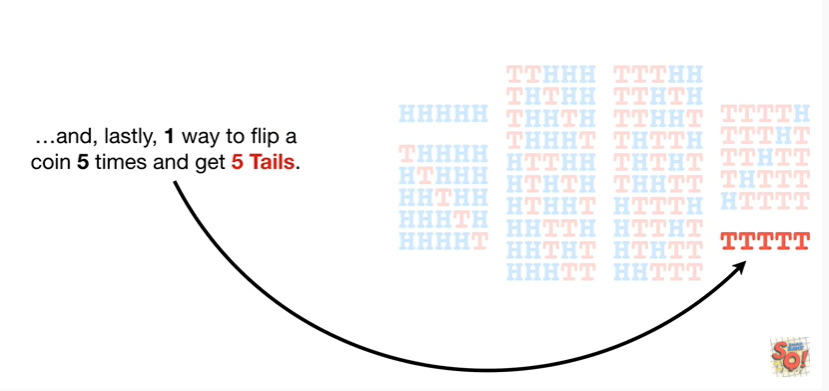 …and, lastly, 1 way to flip a
coin 5 times and get 5 Tails.
HHHHH
THHHH
HTHHH
HHTHH
HHHTH
HHHHT
TTHHH
THTHH
THHTH
THHHT
HTTHH
HTHTH
HTHHT
HHTTH
HHTHT
HHHTT
TTTHH
TTHTH
TTHHT
THTTH
THTHT
THHTT
HTTTH
HTTHT
HTHTT
HHTTT
TTTTH
TTTHT
TTHTT
THTTT
HTTTT
TTTTT
SO!